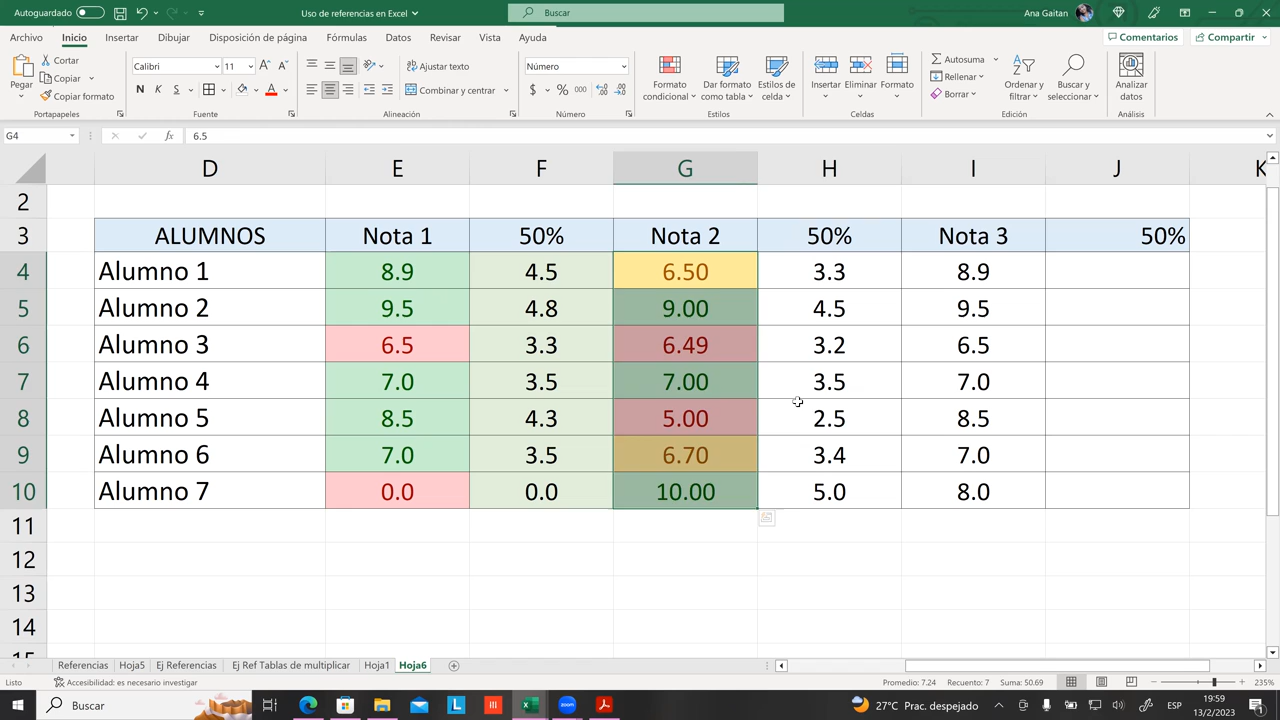 Autoguardado
Uso de referencias en Excel
Buscar
Ana Gaitan
Archivo Inicio Insertar Dibujar Disposición de página Fórmulas Datos Revisar Vista Ayuda
Comentarios Compartir
Pegar
Cortar
Copiar
Copiar formato
Portapapeles
Calibri 11
N K S
Fuente
Ajustar texto
Combinar y centrar
Alineación
Número
$ % 000
Número
Formato condicional
Dar formato como tabla
Estilos de celda
Estilos
Insertar Eliminar Formato
Celdas
Autosuma
Rellenar
Borrar
Ordenar y filtrar
Buscar y seleccionar
Edición
Analizar datos
Análisis
G4 fx 6.5
D E F G H I J K
2
3 ALUMNOS Nota 1 50% Nota 2 50% Nota 3 50%
4 Alumno 1 8.9 4.5 6.50 3.3 8.9
5 Alumno 2 9.5 4.8 9.00 4.5 9.5
6 Alumno 3 6.5 3.3 6.49 3.2 6.5
7 Alumno 4 7.0 3.5 7.00 3.5 7.0
8 Alumno 5 8.5 4.3 5.00 2.5 8.5
9 Alumno 6 7.0 3.5 6.70 3.4 7.0
10 Alumno 7 0.0 0.0 10.00 5.0 8.0
11
12
13
14
15
Referencias Hoja5 Ej Referencias Ej Ref Tablas de multiplicar Hoja1 Hoja6
Listo Accesibilidad: es necesario investigar Promedio: 7.24 Recuento: 7 Suma: 50.69 235%
Buscar
27°C Prac. despejado ESP 19:59
13/2/2023